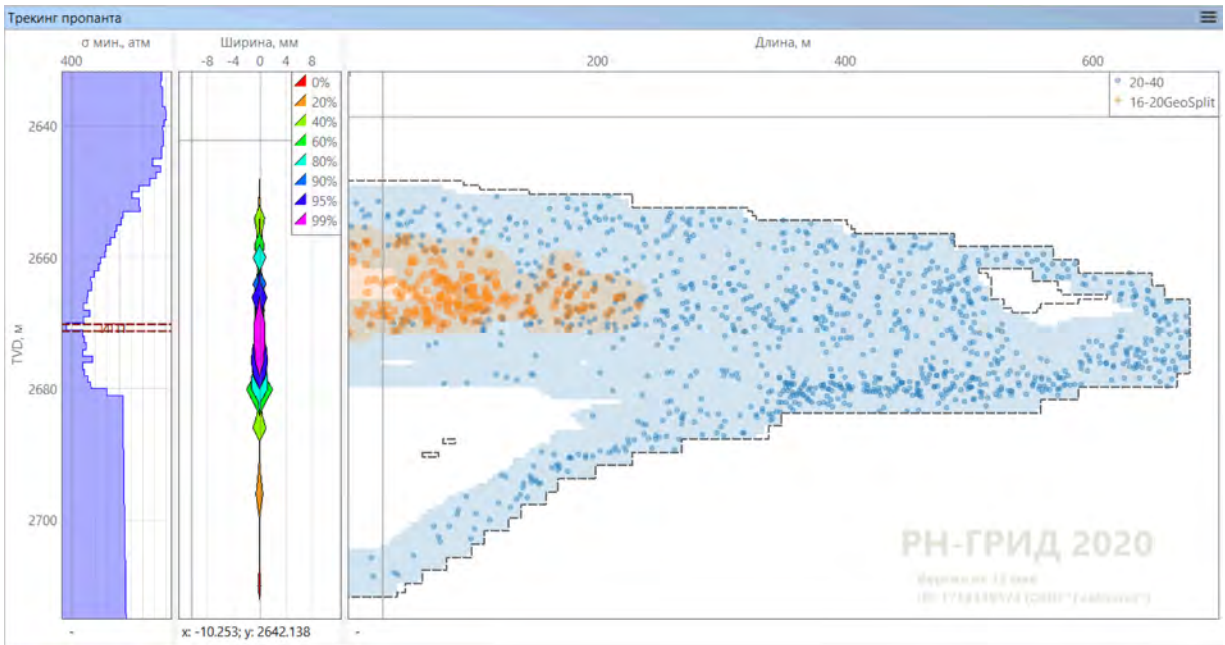 Трекинг пропанта
σ мин., атм
400
Ширина, мм
-8 -4 0 4 8
Длина, м
200 400 600
0%
20%
40%
60%
80%
90%
95%
99%
20-40
16-20GeoSplit
TVD, м
2640
2660
2680
2700
РН-ГРИД 2020
-
x: -10.253; y: 2642.138
-